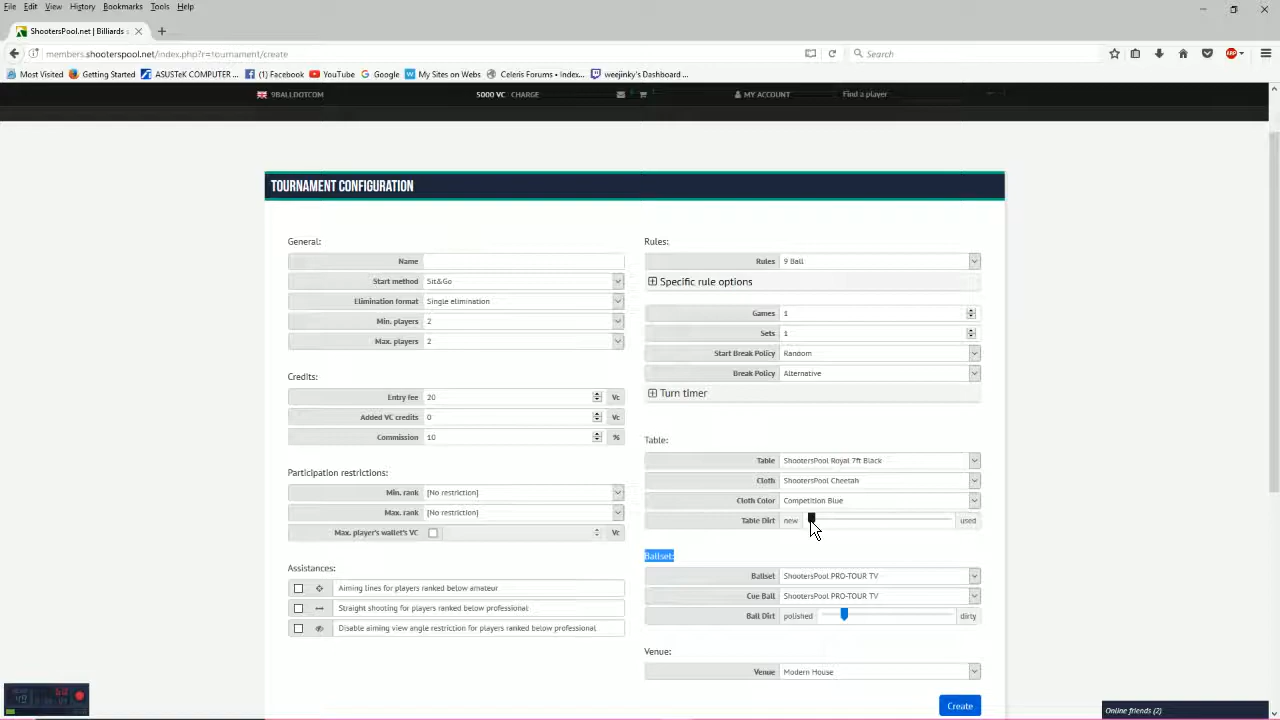 File Edit View History Bookmarks Tools Help
ShootersPool.net | Billiards s
members.shooterspool.net/index.php?r=tournament/create
Search
Most Visited Getting Started ASUSTeK COMPUTER ... (1) Facebook YouTube Google My Sites on Webs Celeris Forums • Index... weejinky's Dashboard ...
9BALLDOTCOM 5000 VC CHARGE MY ACCOUNT Find a player
TOURNAMENT CONFIGURATION
General:
Name
Start method Sit&Go
Elimination format Single elimination
Min. players 2
Max. players 2
Credits:
Entry fee 20 Vc
Added VC credits 0 Vc
Commission 10 %
Participation restrictions:
Min. rank [No restriction]
Max. rank [No restriction]
Max. player's wallet's VC Vc
Assistances:
Aiming lines for players ranked below amateur
Straight shooting for players ranked below professional
Disable aiming view angle restriction for players ranked below professional
Rules:
Rules 9 Ball
Specific rule options
Games 1
Sets 1
Start Break Policy Random
Break Policy Alternative
Turn timer
Table:
Table ShootersPool Royal 7ft Black
Cloth ShootersPool Cheetah
Cloth Color Competition Blue
Table Dirt new used
Ballset:
Ballset ShootersPool PRO-TOUR TV
Cue Ball ShootersPool PRO-TOUR TV
Ball Dirt polished dirty
Venue:
Venue Modern House
Create
Online friends (2)